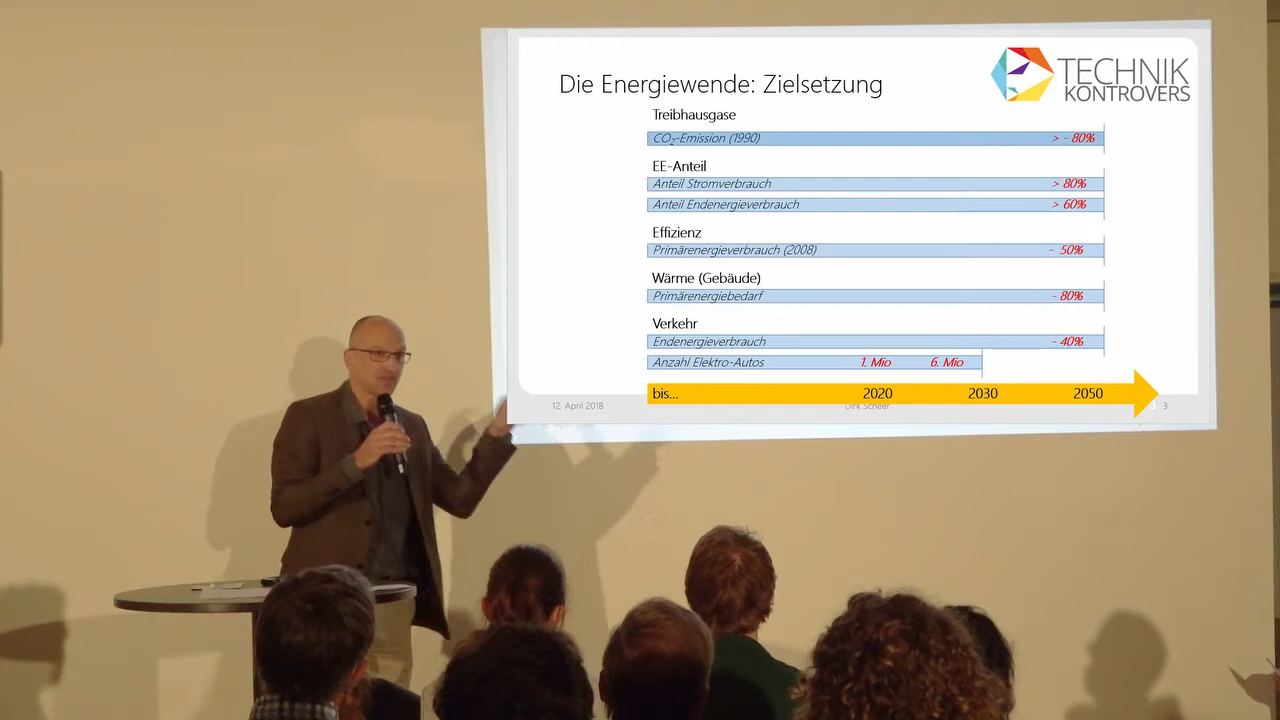 Die Energiewende: Zielsetzung
TECHNIK
KONTROVERS
Treibhausgase
CO₂-Emission (1990) > - 80%
EE-Anteil
Anteil Stromverbrauch > 80%
Anteil Endenergieverbrauch > 60%
Effizienz
Primärenergieverbrauch (2008) - 50%
Wärme (Gebäude)
Primärenergiebedarf - 80%
Verkehr
Endenergieverbrauch - 40%
Anzahl Elektro-Autos 1. Mio 6. Mio
bis... 2020 2030 2050
12. April 2018 Dirk Scheer 3